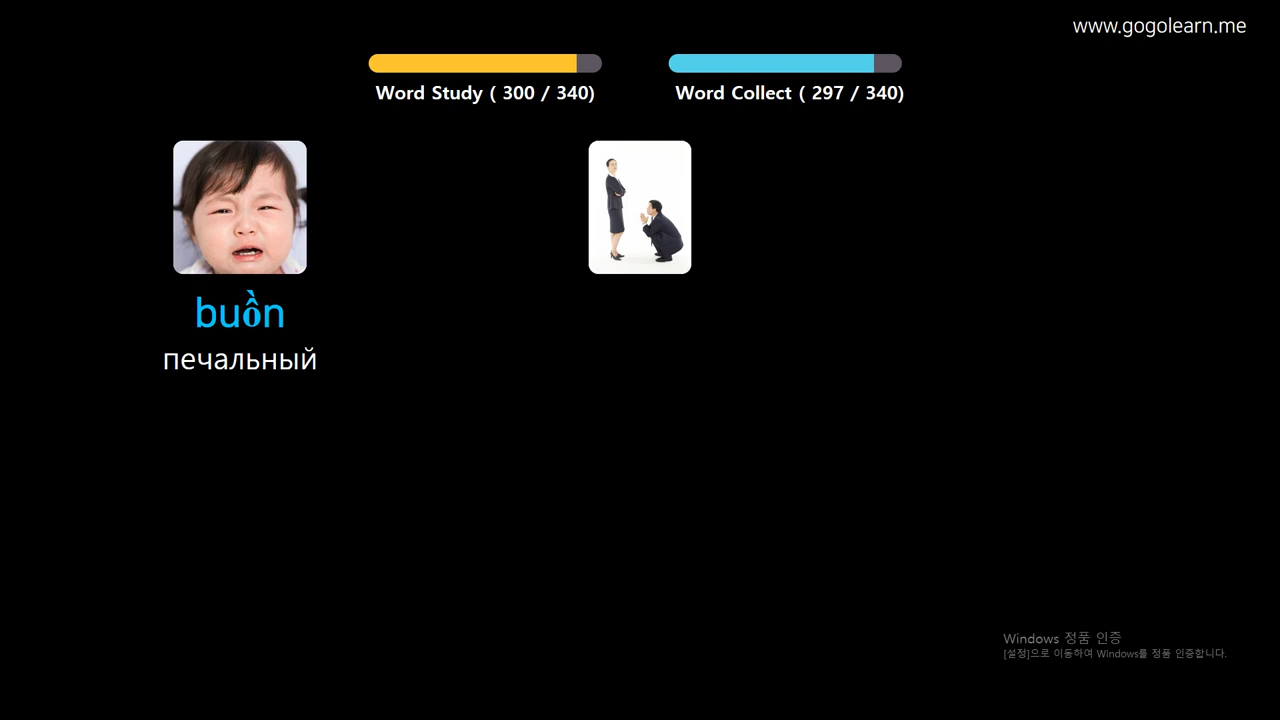 www.gogolearn.me
Word Study ( 300 / 340)
Word Collect ( 297 / 340)
buồn
печальный
Windows 정품 인증
[설정]으로 이동하여 Windows를 정품 인증합니다.